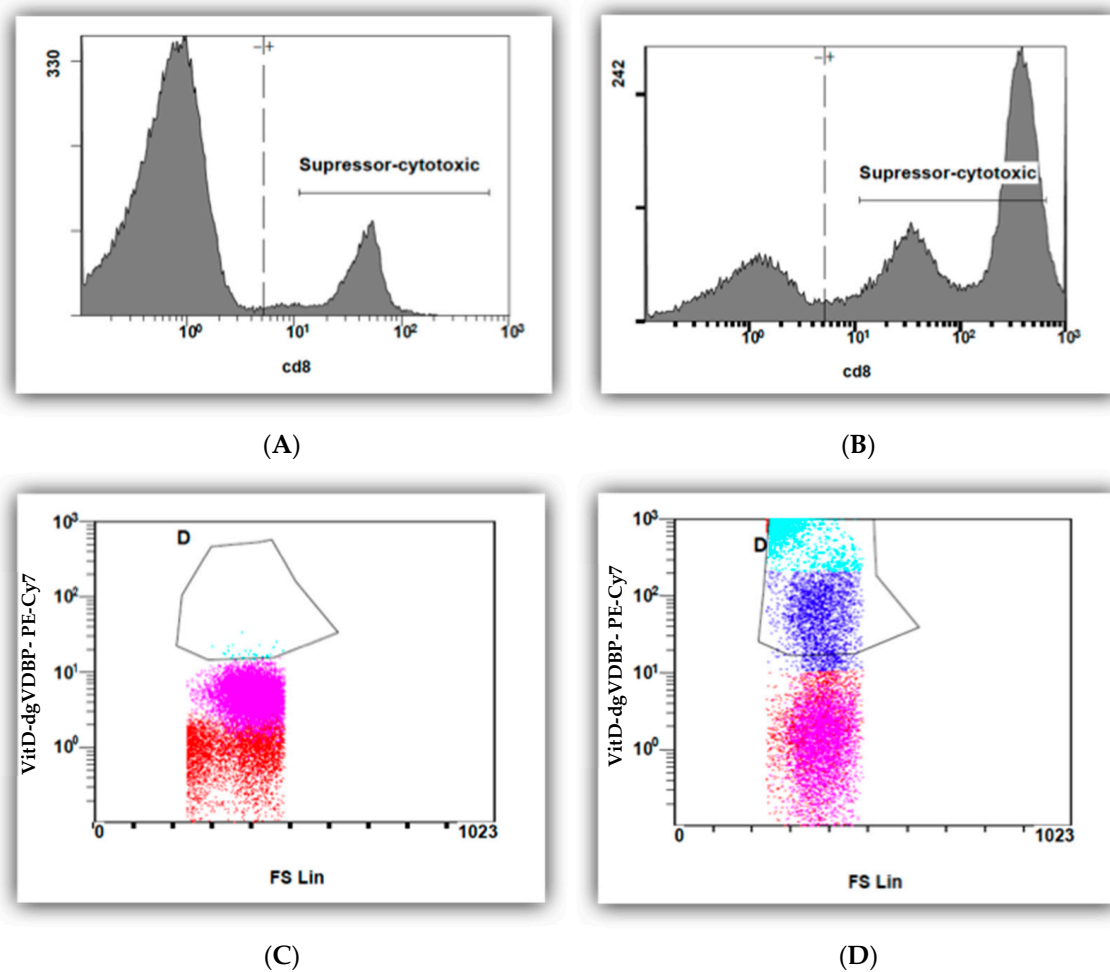 330
−+
Supressor-cytotoxic
10⁰ 10¹ 10² 10³
cd8
(A)
242
−+
Supressor-cytotoxic
10⁰ 10¹ 10² 10³
cd8
(B)
VitD-dgVDBP- PE-Cy7
10³
D
10²
10¹
10⁰
0 1023
FS Lin
(C)
VitD-dgVDBP- PE-Cy7
10³
D
10²
10¹
10⁰
0 1023
FS Lin
(D)